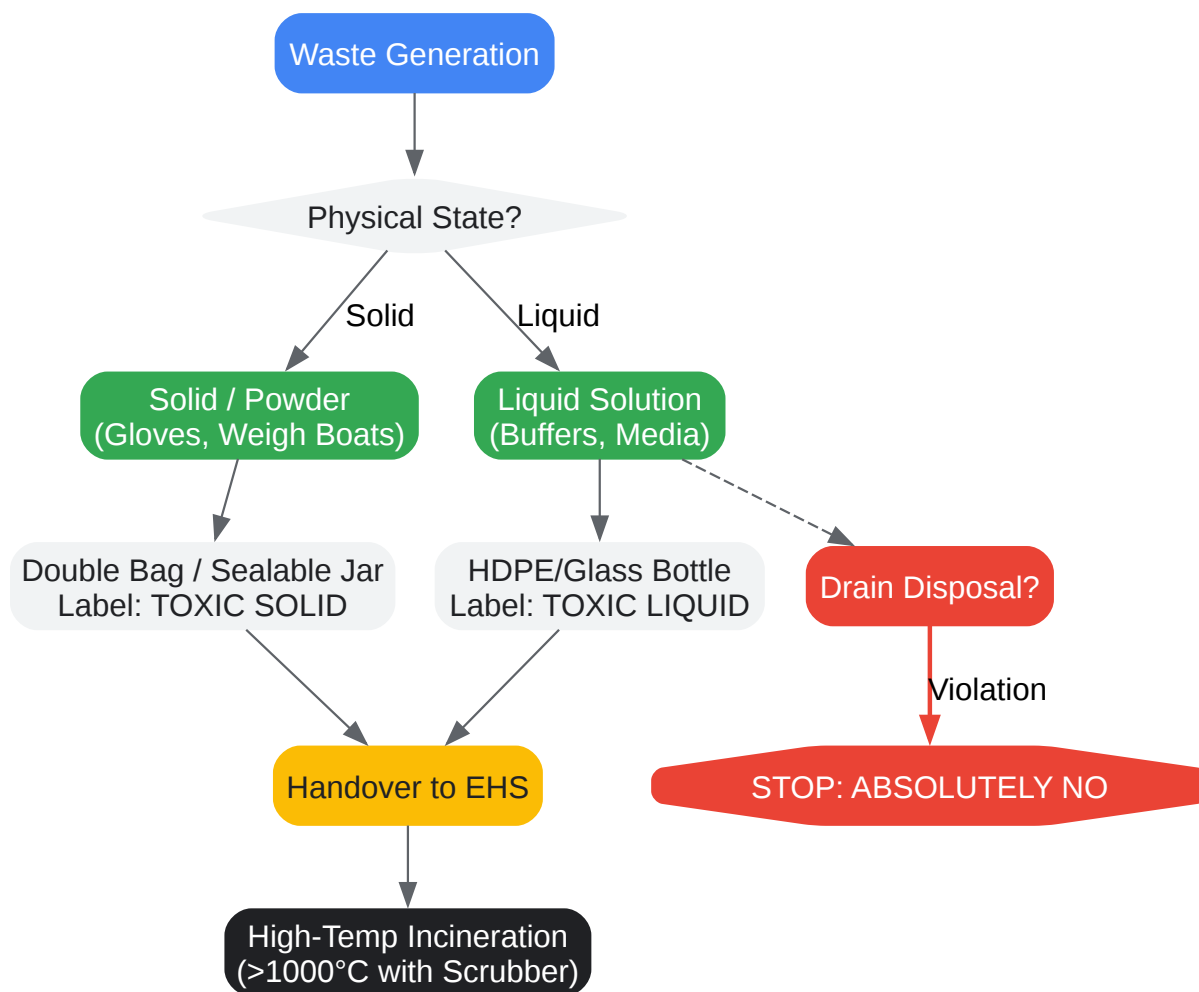 Waste Generation
Physical State?
Solid
Liquid
Solid / Powder
(Gloves, Weigh Boats)
Liquid Solution
(Buffers, Media)
Double Bag / Sealable Jar
Label: TOXIC SOLID
HDPE/Glass Bottle
Label: TOXIC LIQUID
Drain Disposal?
Violation
Handover to EHS
STOP: ABSOLUTELY NO
High-Temp Incineration
(>1000°C with Scrubber)